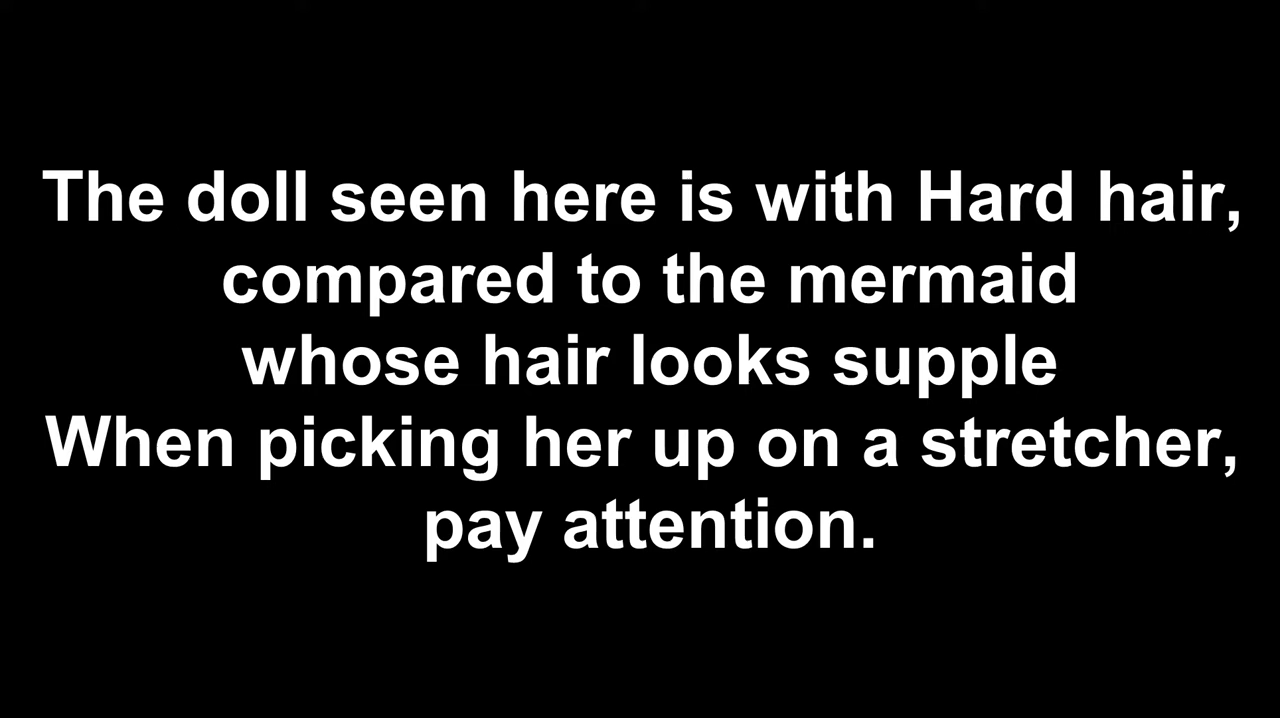 The doll seen here is with Hard hair,
compared to the mermaid
whose hair looks supple
When picking her up on a stretcher,
pay attention.